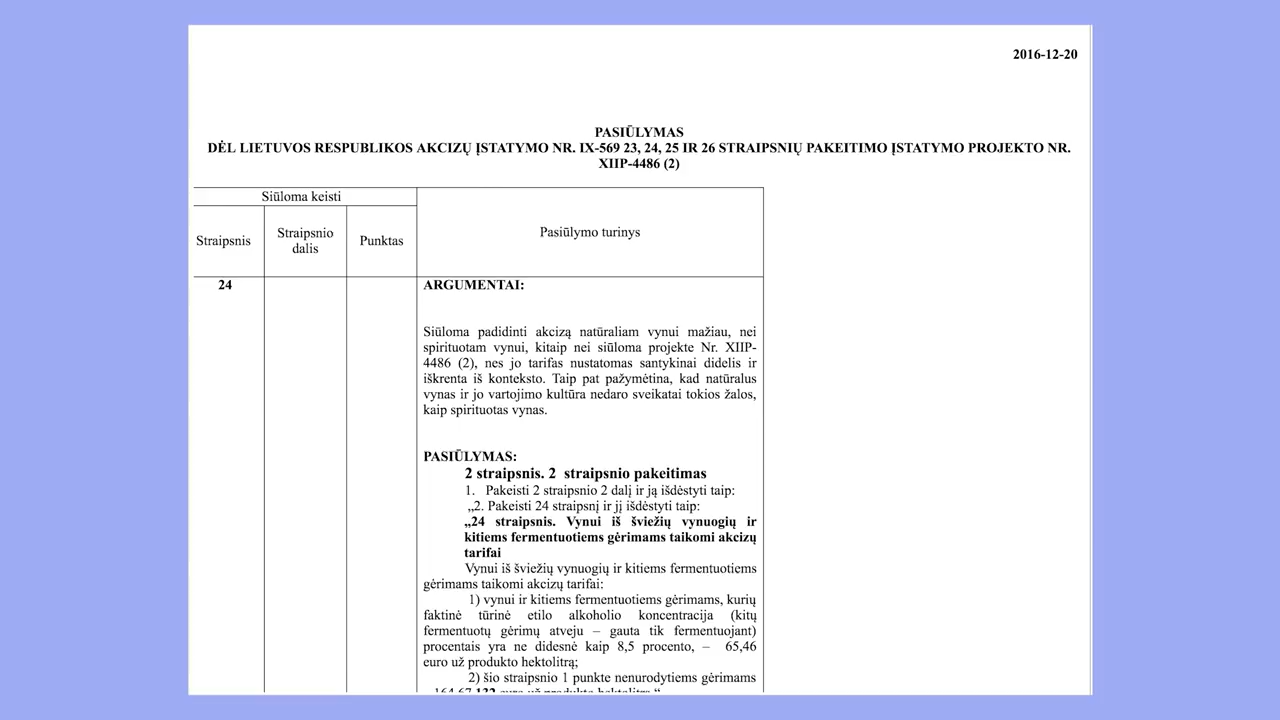 2016-12-20
PASIŪLYMAS
DĖL LIETUVOS RESPUBLIKOS AKCIZŲ ĮSTATYMO NR. IX-569 23, 24, 25 IR 26 STRAIPSNIŲ PAKEITIMO ĮSTATYMO PROJEKTO NR.
XIIP-4486 (2)
Siūloma keisti
Straipsnis
Straipsnio
dalis
Punktas
Pasiūlymo turinys
24
ARGUMENTAI:
Siūloma padidinti akcizą natūraliam vynui mažiau, nei
spirituotam vynui, kitaip nei siūloma projekte Nr. XIIP-
4486 (2), nes jo tarifas nustatomas santykinai didelis ir
iškrenta iš konteksto. Taip pat pažymėtina, kad natūralus
vynas ir jo vartojimo kultūra nedaro sveikatai tokios žalos,
kaip spirituotas vynas.
PASIŪLYMAS:
2 straipsnis. 2 straipsnio pakeitimas
1. Pakeisti 2 straipsnio 2 dalį ir ją išdėstyti taip:
„2. Pakeisti 24 straipsnį ir jį išdėstyti taip:
„24 straipsnis. Vynui iš šviežių vynuogių ir
kitiems fermentuotiems gėrimams taikomi akcizų
tarifai
Vynui iš šviežių vynuogių ir kitiems fermentuotiems
gėrimams taikomi akcizų tarifai:
1) vynui ir kitiems fermentuotiems gėrimams, kurių
faktinė tūrinė etilo alkoholio koncentracija (kitų
fermentuotų gėrimų atveju – gauta tik fermentuojant)
procentais yra ne didesnė kaip 8,5 procento, – 65,46
euro už produkto hektolitrą;
2) šio straipsnio 1 punkte nenurodytiems gėrimams
– 164,67 132 euro už produkto hektolitrą.“